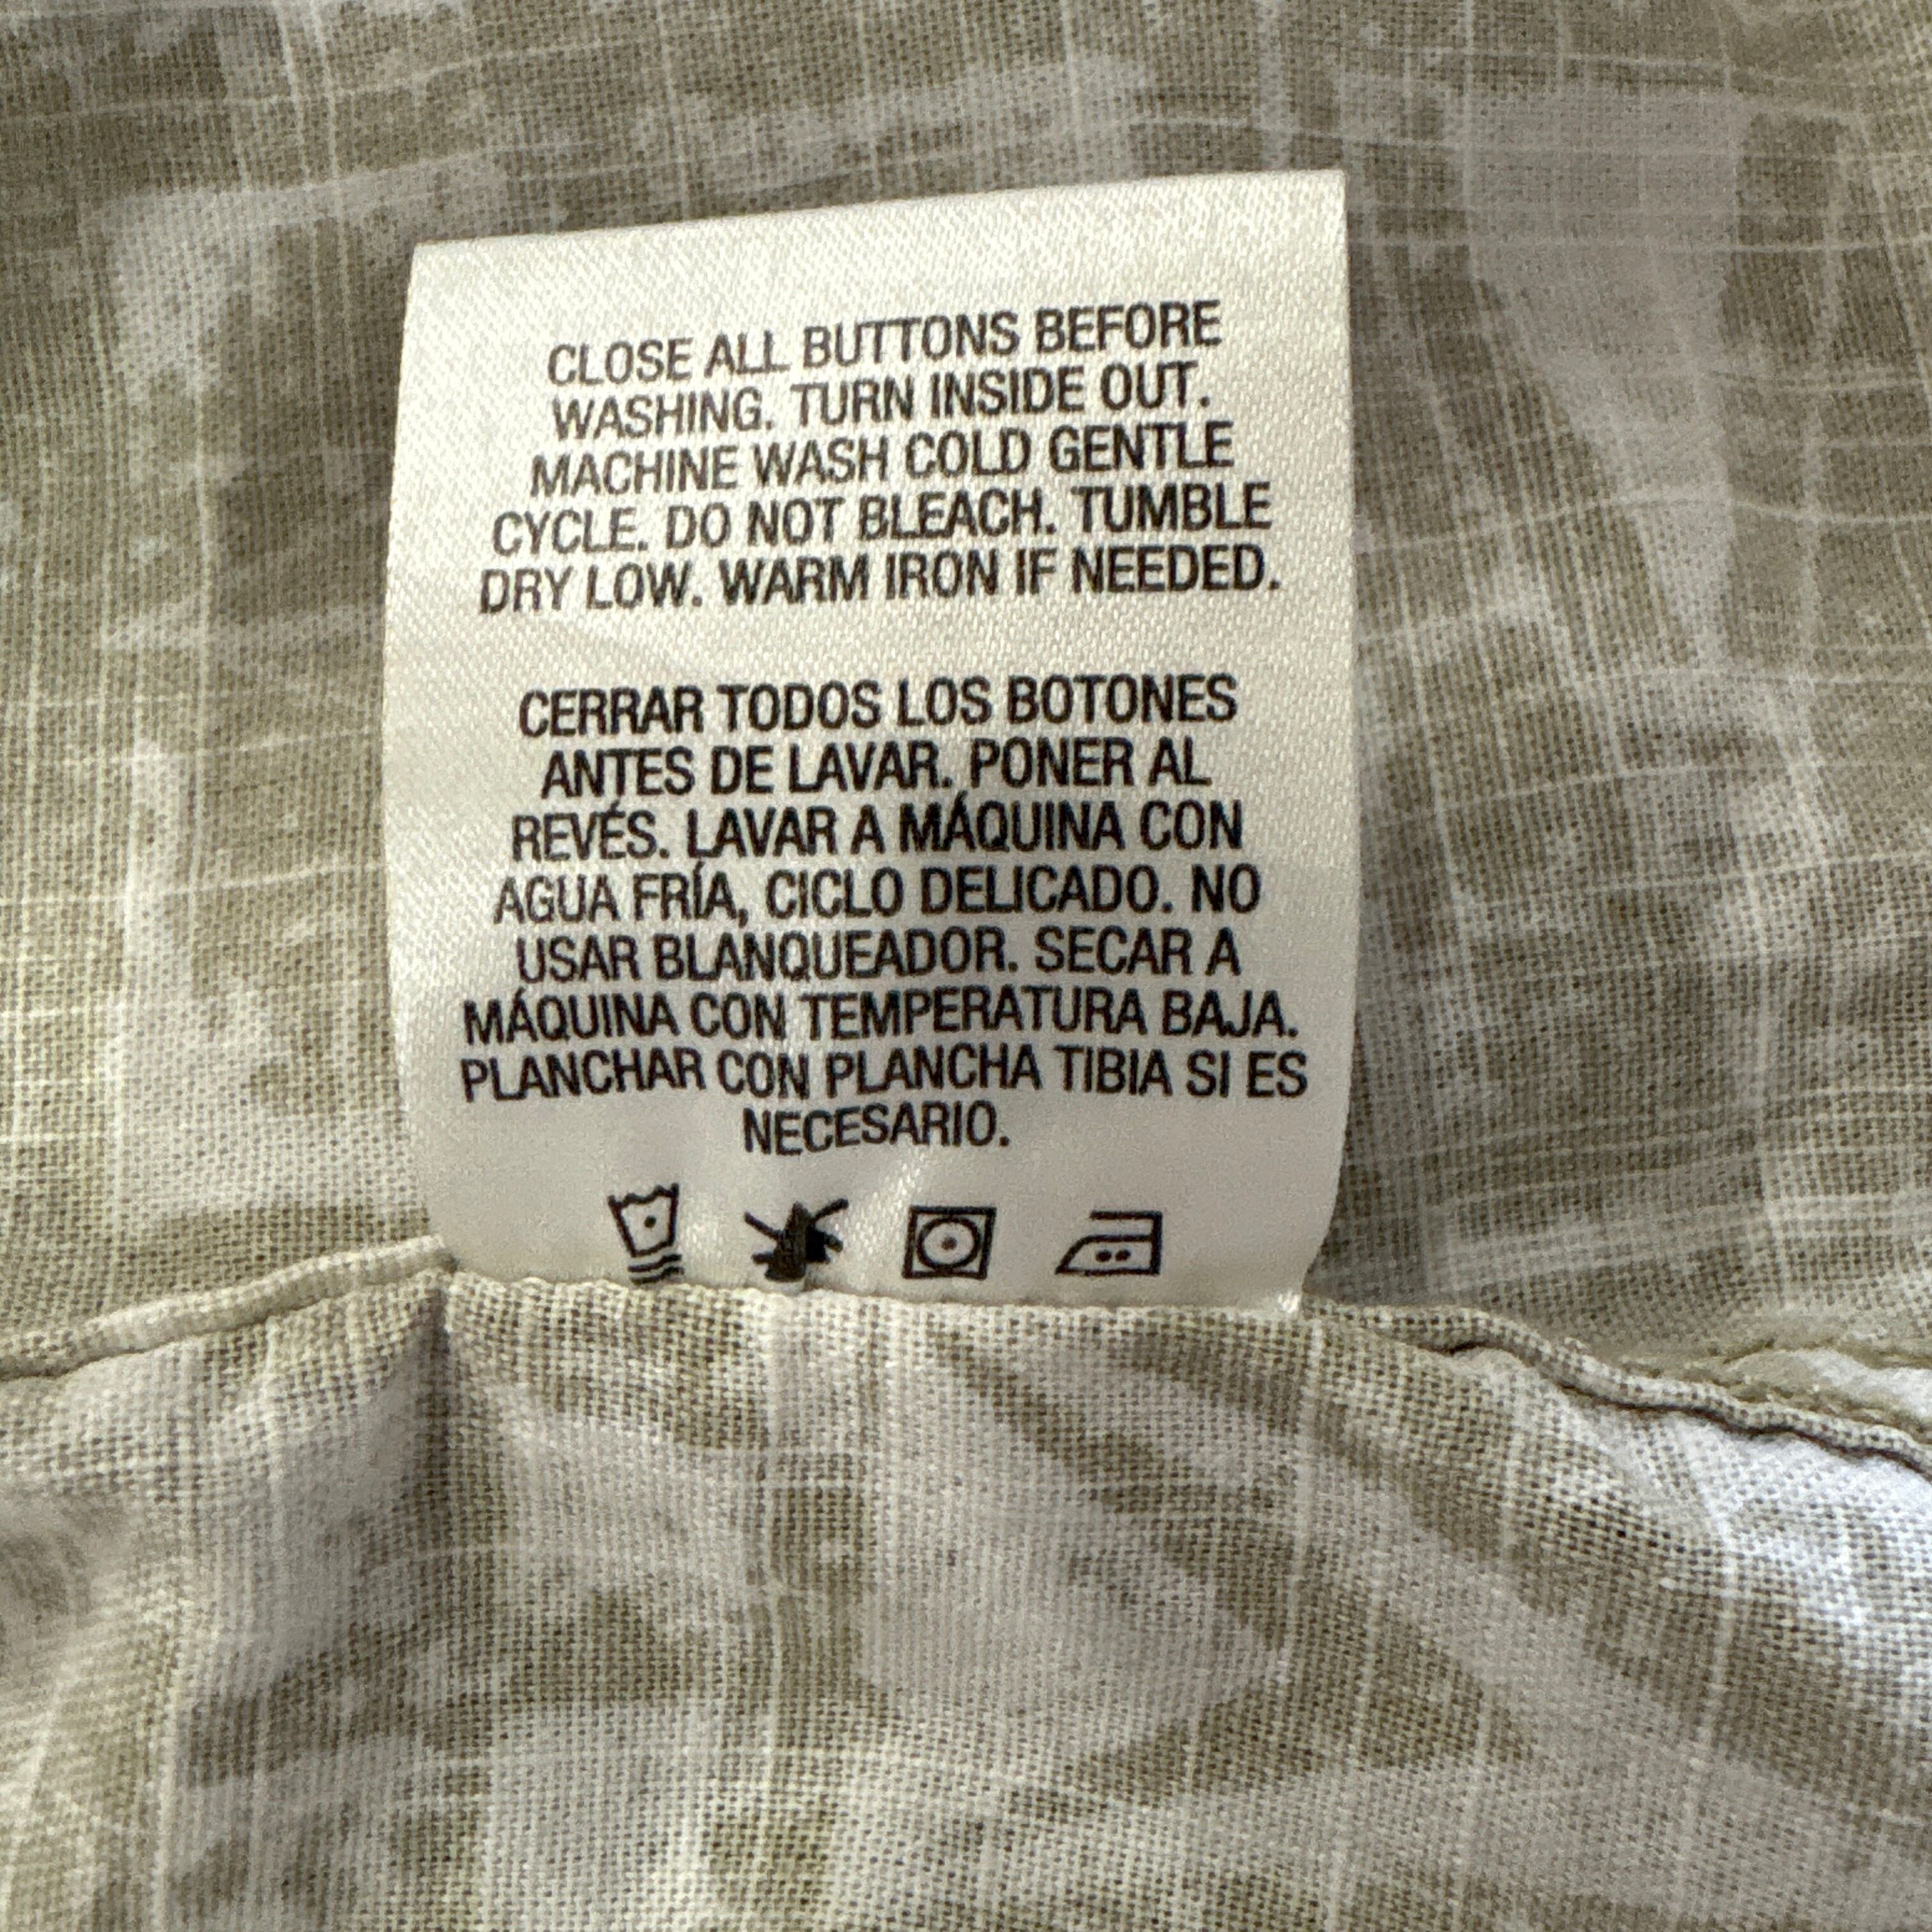 CLOSE ALL BUTTONS BEFORE
WASHING. TURN INSIDE OUT.
MACHINE WASH COLD GENTLE
CYCLE. DO NOT BLEACH. TUMBLE
DRY LOW. WARM IRON IF NEEDED.
CERRAR TODOS LOS BOTONES
ANTES DE LAVAR. PONER AL
REVÉS. LAVAR A MÁQUINA CON
AGUA FRÍA, CICLO DELICADO. NO
USAR BLANQUEADOR. SECAR A
MÁQUINA CON TEMPERATURA BAJA.
PLANCHAR CON PLANCHA TIBIA SI ES
NECESARIO.